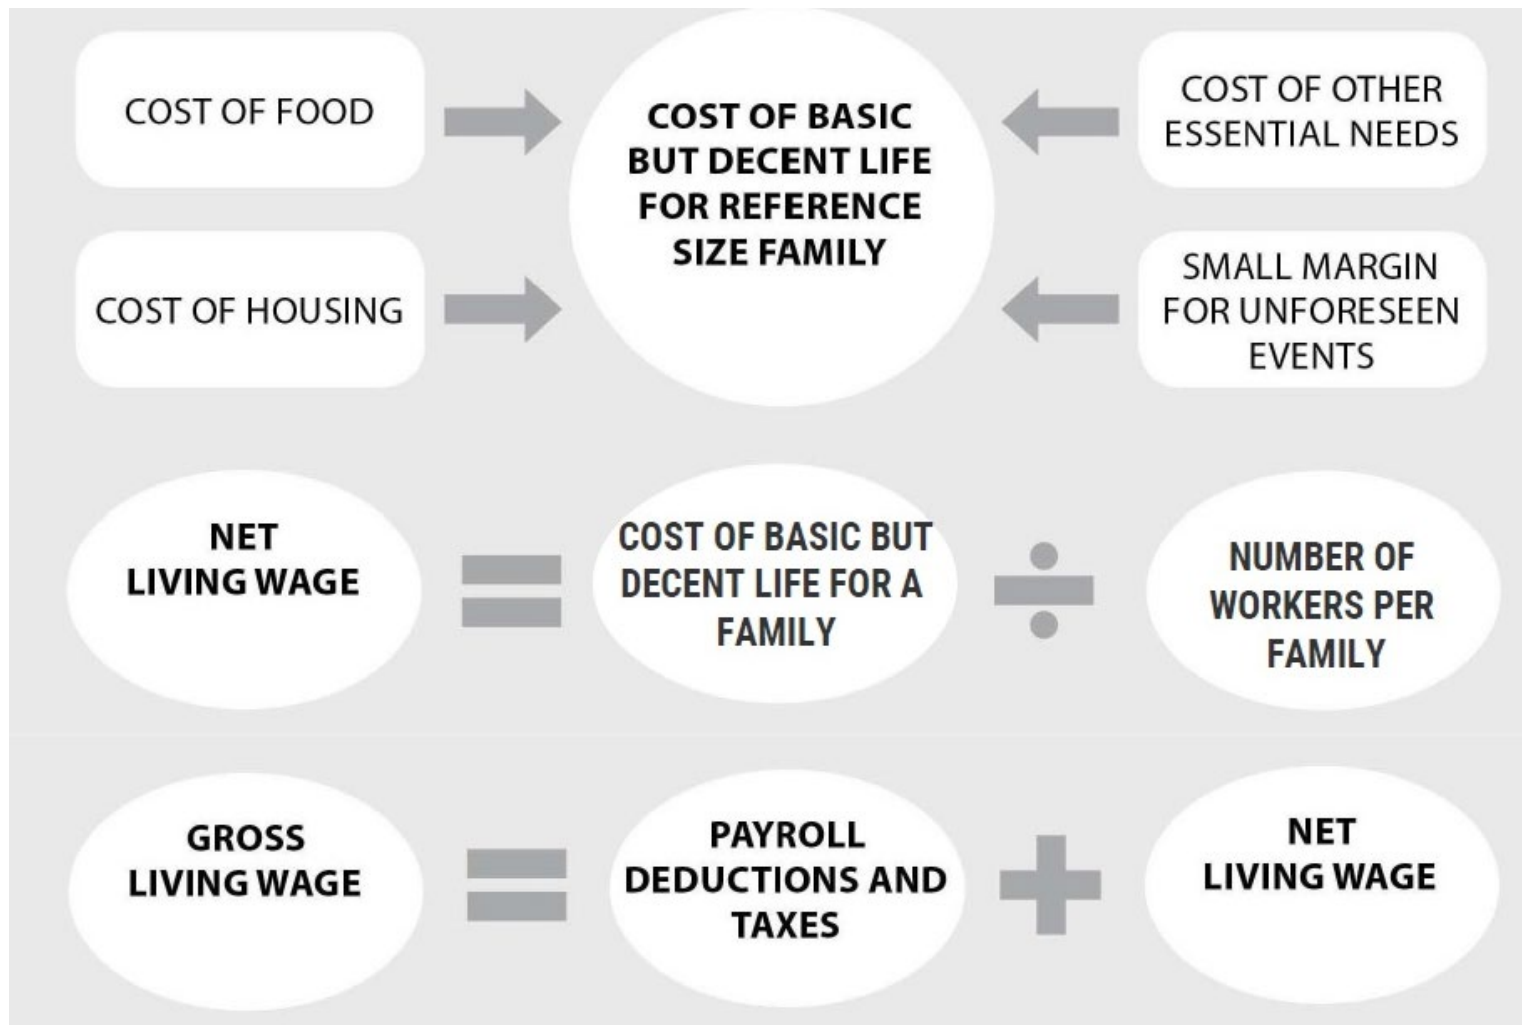 COST OF FOOD
COST OF HOUSING
COST OF BASIC
BUT DECENT LIFE
FOR REFERENCE
SIZE FAMILY
COST OF OTHER
ESSENTIAL NEEDS
SMALL MARGIN
FOR UNFORESEEN
EVENTS
NET
LIVING WAGE
=
COST OF BASIC BUT
DECENT LIFE FOR A
FAMILY
÷
NUMBER OF
WORKERS PER
FAMILY
GROSS
LIVING WAGE
=
PAYROLL
DEDUCTIONS AND
TAXES
+
NET
LIVING WAGE